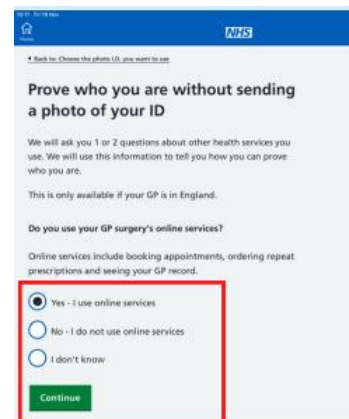 Home
NHS
Back to: Choose the photo I.D. you want to use
Prove who you are without sending
a photo of your ID
We will ask you 1 or 2 questions about other health services you
use. We will use this information to tell you how you can prove
who you are.
This is only available if your GP is in England.
Do you use your GP surgery's online services?
Online services include booking appointments, ordering repeat
prescriptions and seeing your GP record.
Yes - I use online services
No - I do not use online services
I don't know
Continue